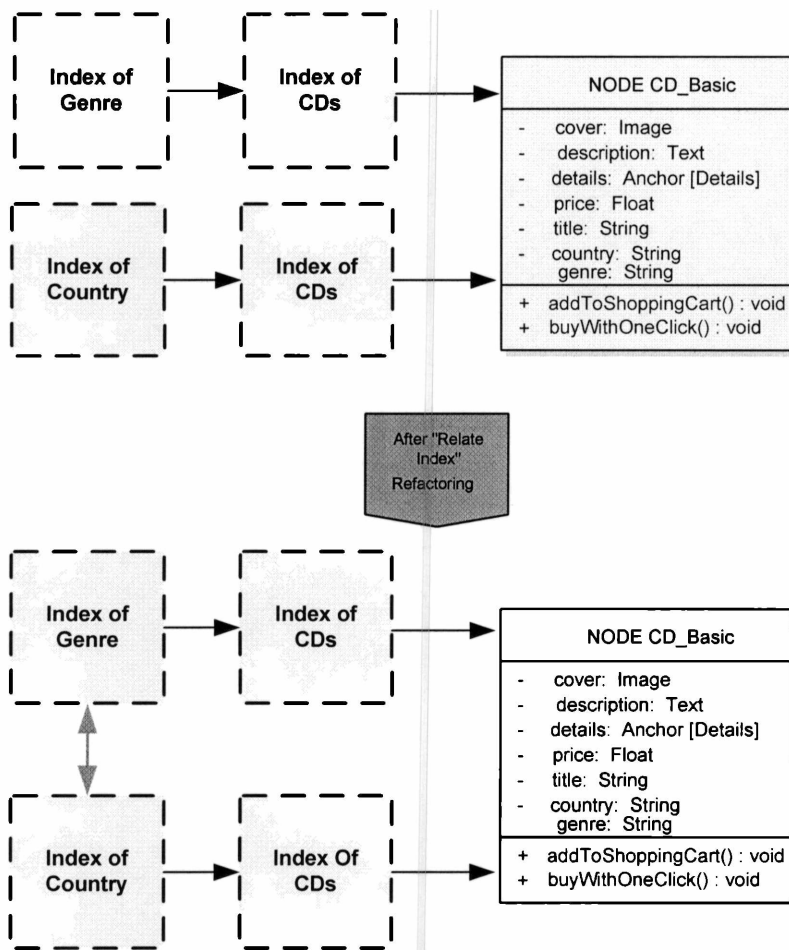 Index of
Genre
Index of
CDs
NODE CD_Basic
- cover: Image
- description: Text
- details: Anchor [Details]
- price: Float
- title: String
- country: String
genre: String
+ addToShoppingCart() : void
+ buyWithOneClick() : void
Index of
Country
Index of
CDs
After "Relate
Index"
Refactoring
Index of
Genre
Index of
CDs
NODE CD_Basic
- cover: Image
- description: Text
- details: Anchor [Details]
- price: Float
- title: String
- country: String
genre: String
+ addToShoppingCart() : void
+ buyWithOneClick() : void
Index of
Country
Index Of
CDs